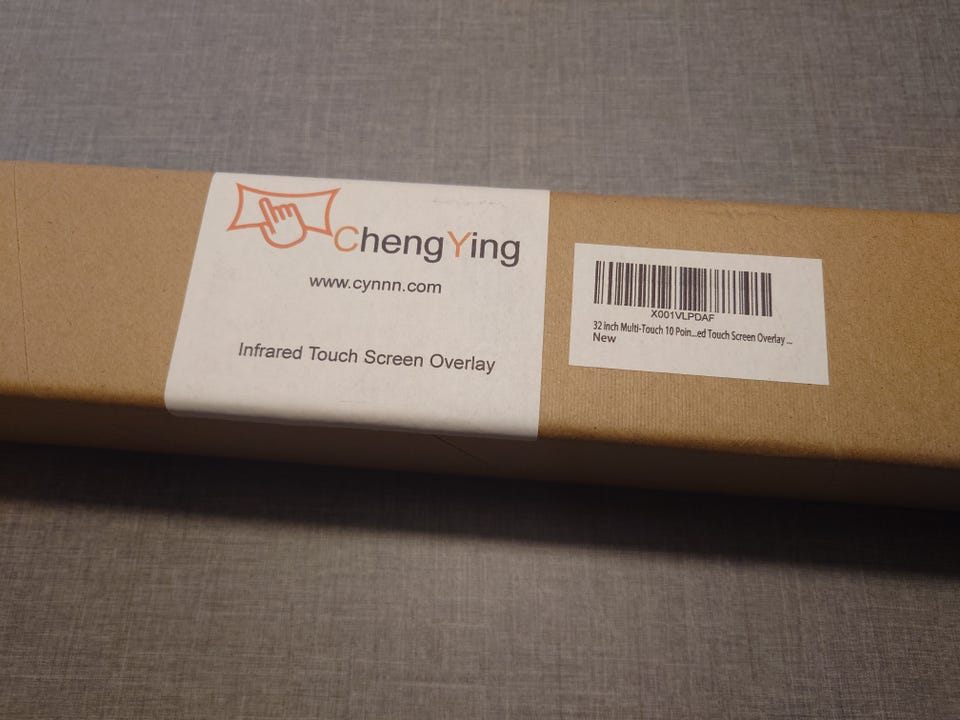 ChengYing
www.cynnn.com
Infrared Touch Screen Overlay
X001VLPDAF
32 inch Multi-Touch 10 Poin...ed Touch Screen Overlay ...
New